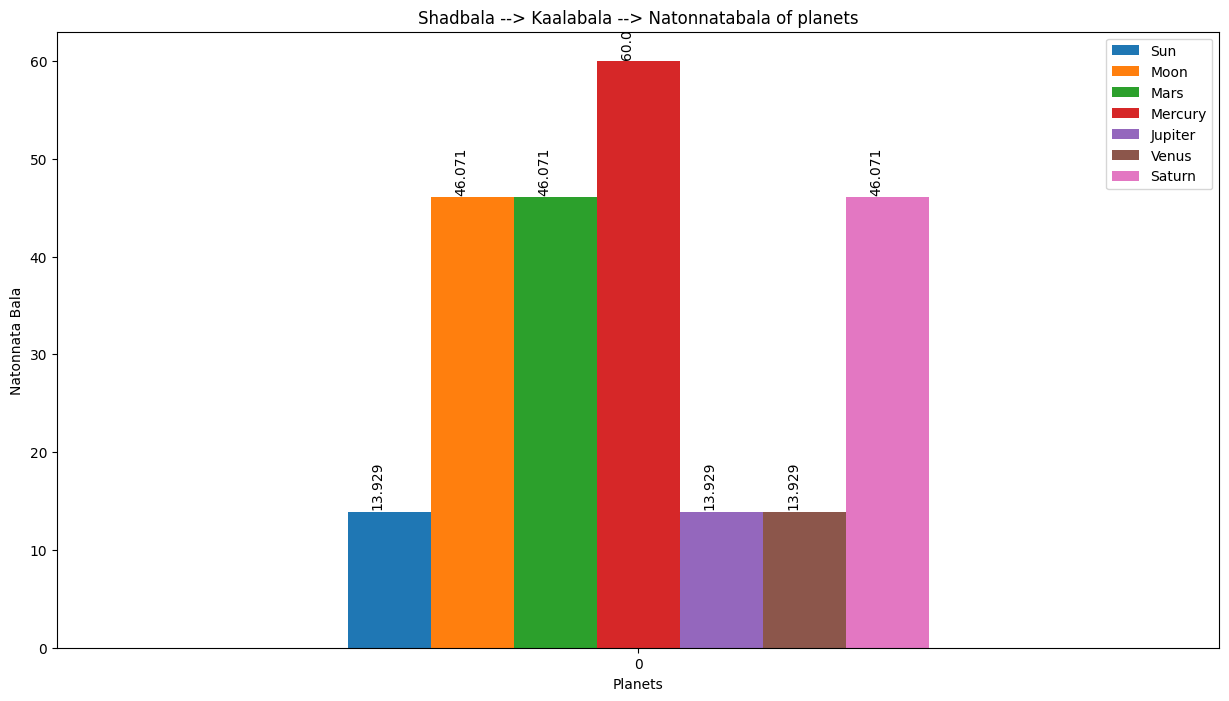 Shadbala --> Kaalabala --> Natonnatabala of planets
Sun
Moon
Mars
Mercury
Jupiter
Venus
Saturn
60
50
40
30
20
10
0
Natonnata Bala
13.929
46.071
46.071
60.0
13.929
13.929
46.071
0
Planets